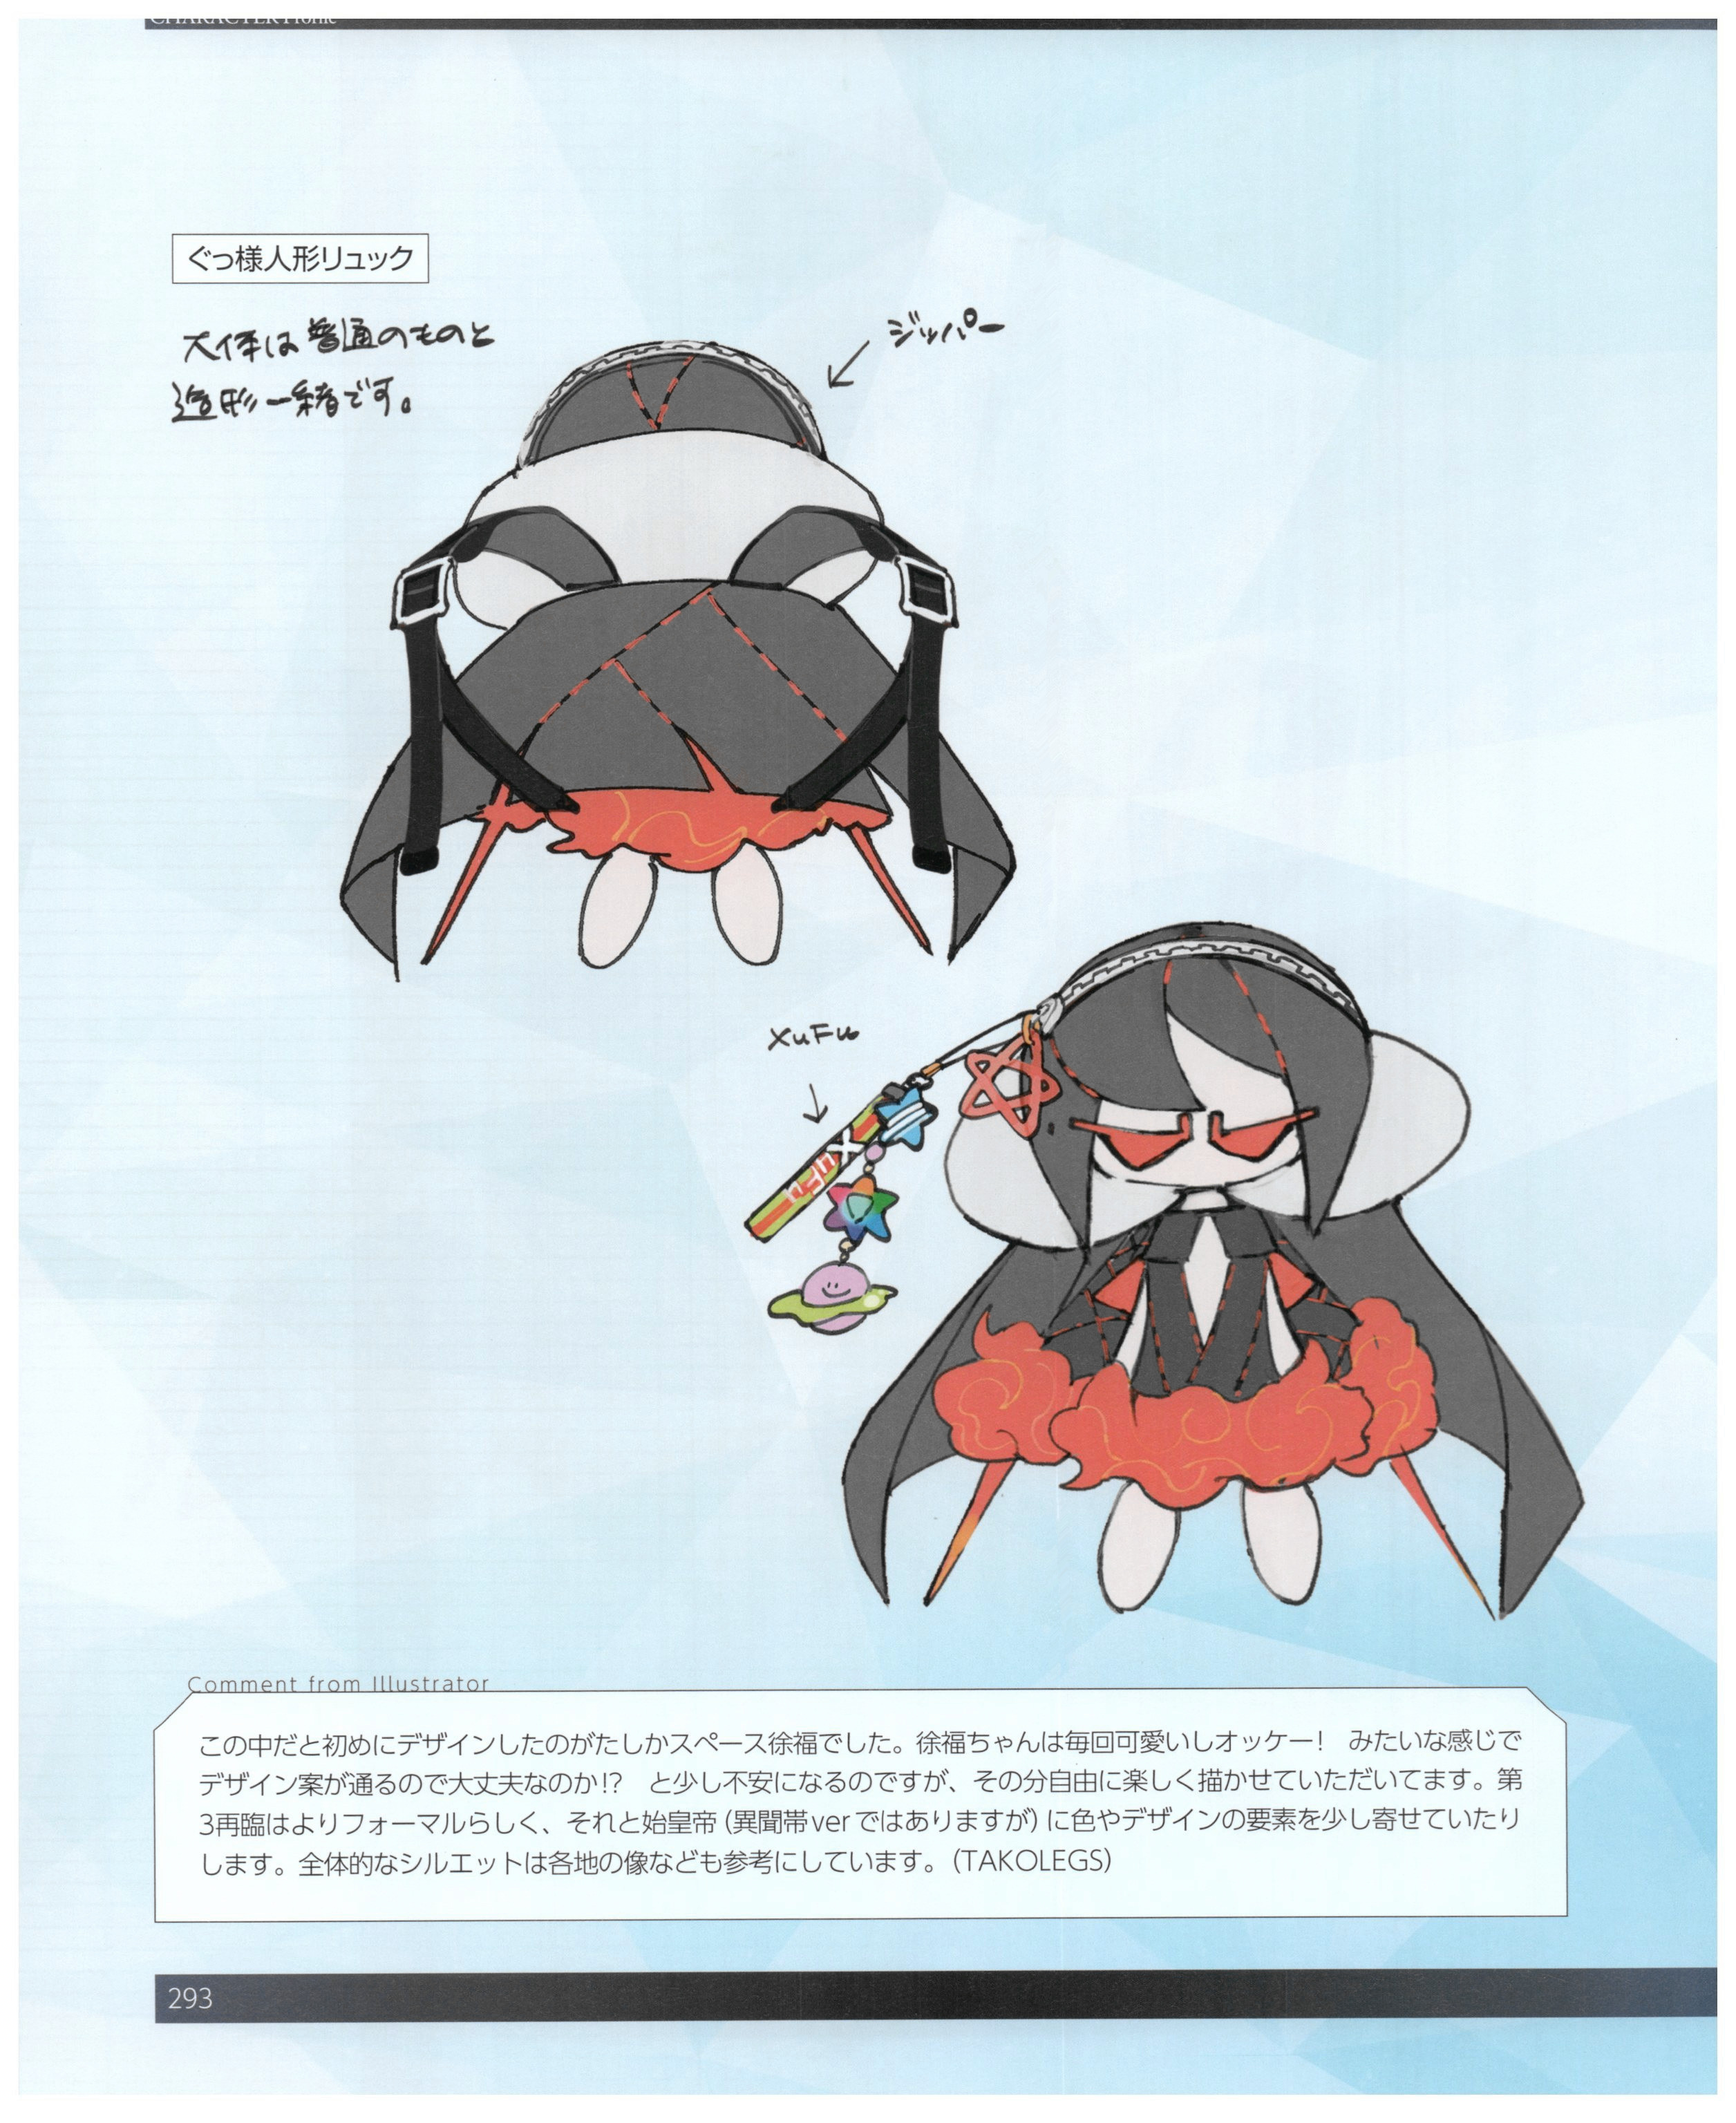 CHARACTER Profile
ぐっ様人形リュック
大体は普通のものと
造形一緒です。
ジッパー
XuFu
XuFu
Comment from Illustrator
この中だと初めにデザインしたのがたしかスペース徐福でした。徐福ちゃんは毎回可愛いしオッケー!　みたいな感じで
デザイン案が通るので大丈夫なのか!?　と少し不安になるのですが、その分自由に楽しく描かせていただいてます。第
3再臨はよりフォーマルらしく、それと始皇帝（異聞帯verではありますが）に色やデザインの要素を少し寄せていたり
します。全体的なシルエットは各地の像なども参考にしています。（TAKOLEGS）
293